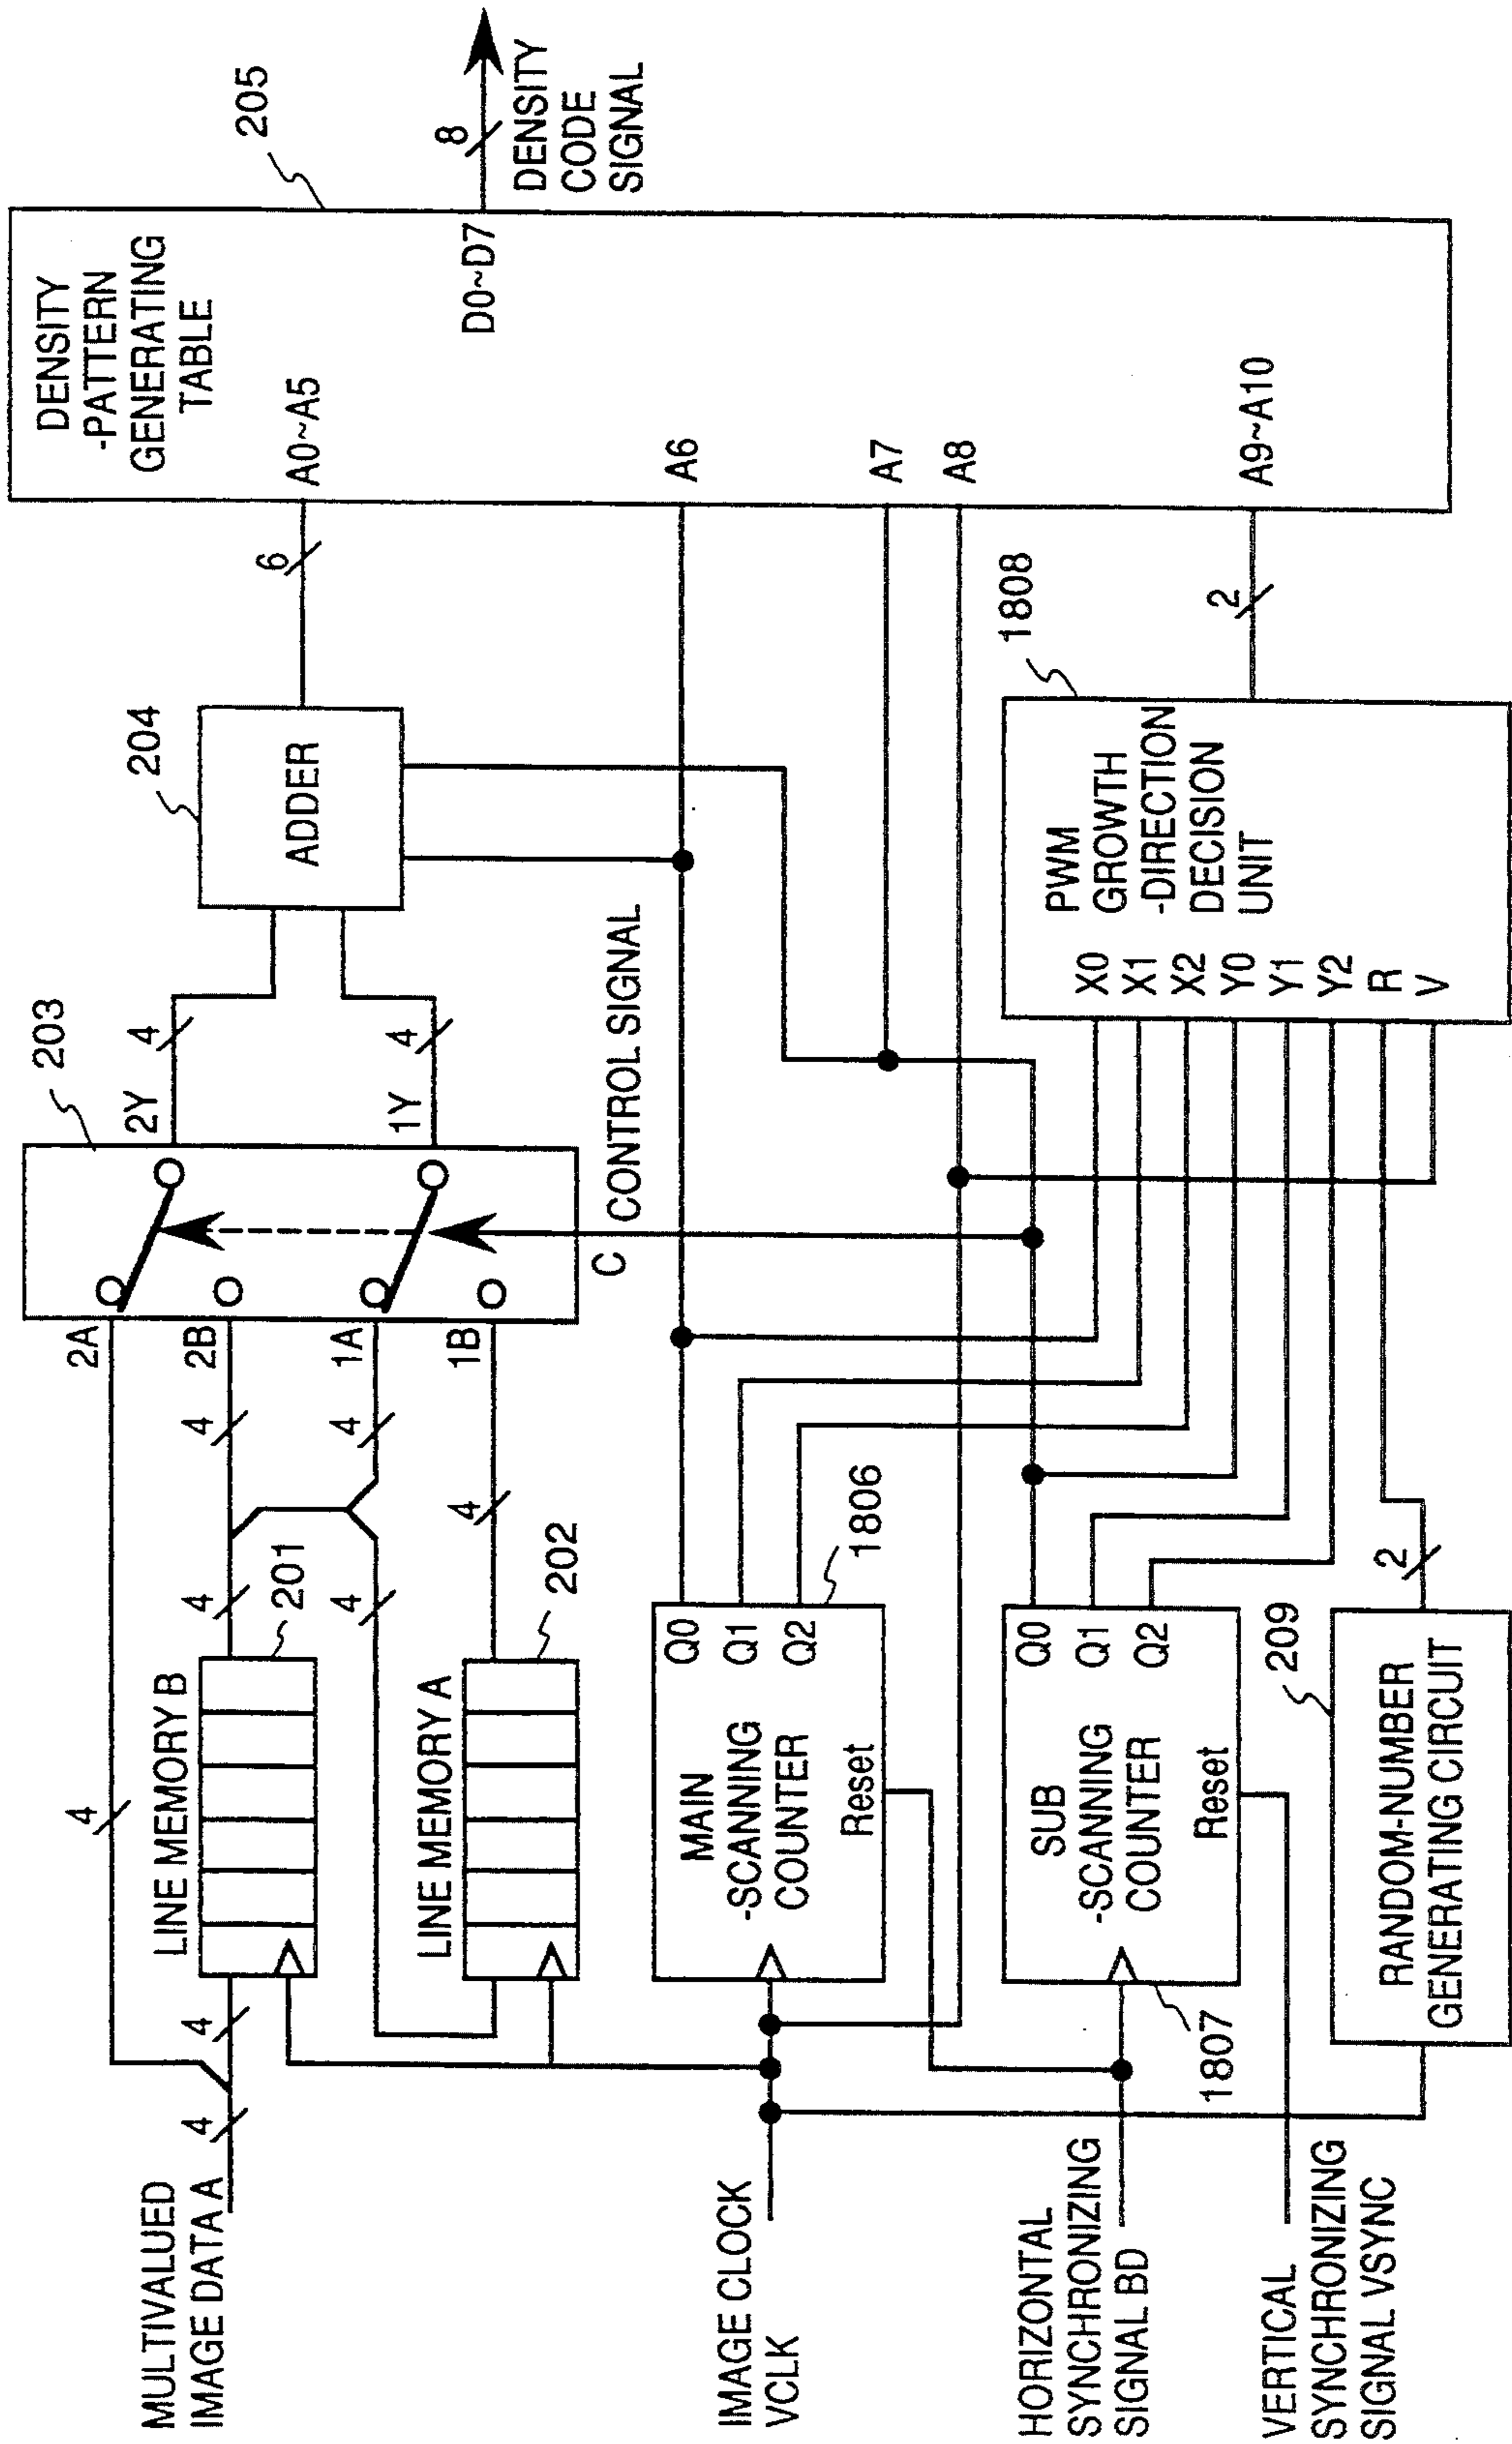 MULTIVALUED
IMAGE DATA A
4
4
4
LINE MEMORY B
201
4
4
4
4
LINE MEMORY A
202
4
2A
2B
1A
1B
203
2Y
4
1Y
4
C CONTROL SIGNAL
204
ADDER
6
DENSITY
-PATTERN
GENERATING
TABLE
205
A0~A5
A6
A7
A8
A9~A10
D0~D7
8
DENSITY
CODE
SIGNAL
IMAGE CLOCK
VCLK
MAIN
-SCANNING
COUNTER
Reset
Q0
Q1
Q2
1806
HORIZONTAL
SYNCHRONIZING
SIGNAL BD
1807
SUB
-SCANNING
COUNTER
Reset
Q0
Q1
Q2
VERTICAL
SYNCHRONIZING
SIGNAL VSYNC
209
RANDOM-NUMBER
GENERATING CIRCUIT
2
1808
PWM
GROWTH
-DIRECTION
DECISION
UNIT
X0
X1
X2
Y0
Y1
Y2
R
V
2